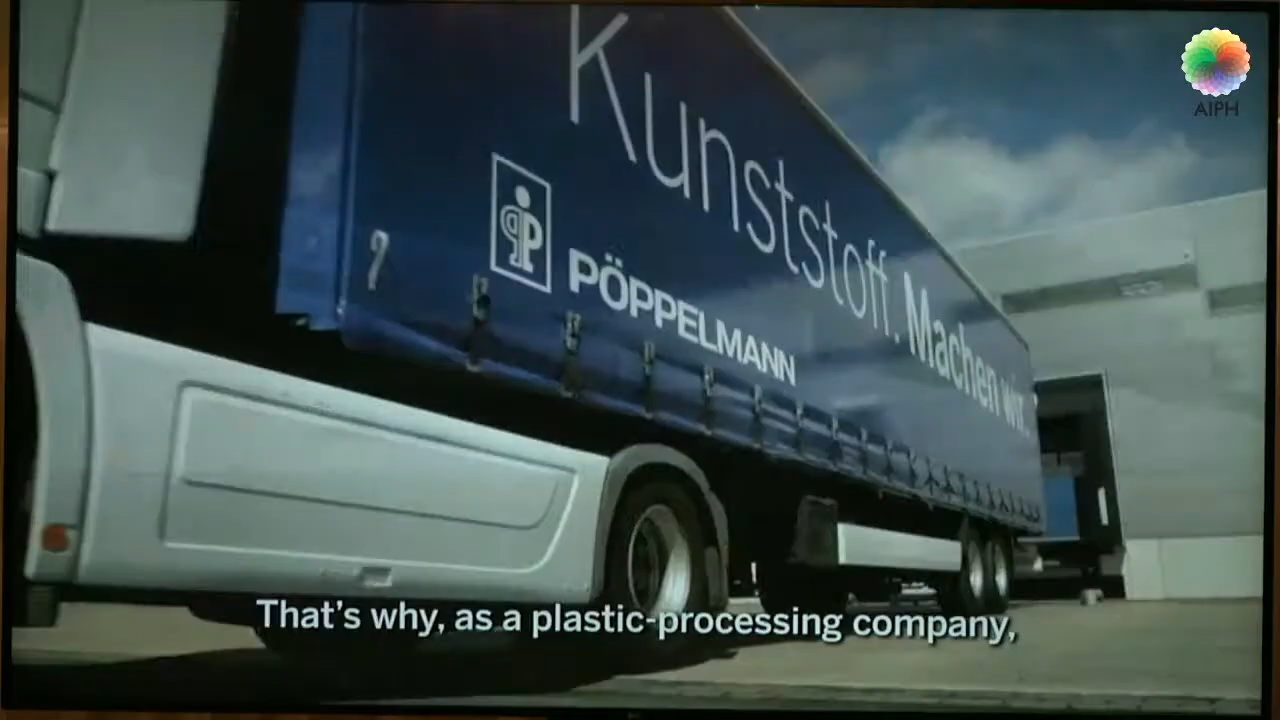 AIPH
Kunststoff. Machen wir.
PÖPPELMANN
That's why, as a plastic-processing company,